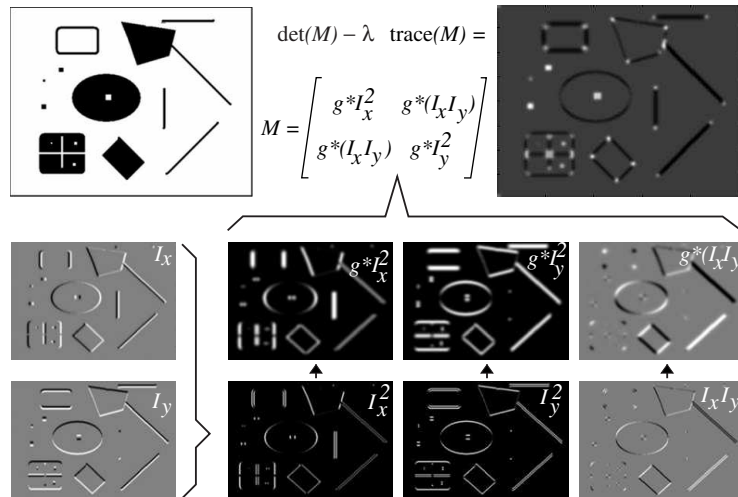 det(M) − λ trace(M) =
M = [ g*I_x^2 g*(I_xI_y)
g*(I_xI_y) g*I_y^2 ]
I_x
g*I_x^2
g*I_y^2
g*(I_xI_y
I_y
I_x^2
I_y^2
I_xI_y